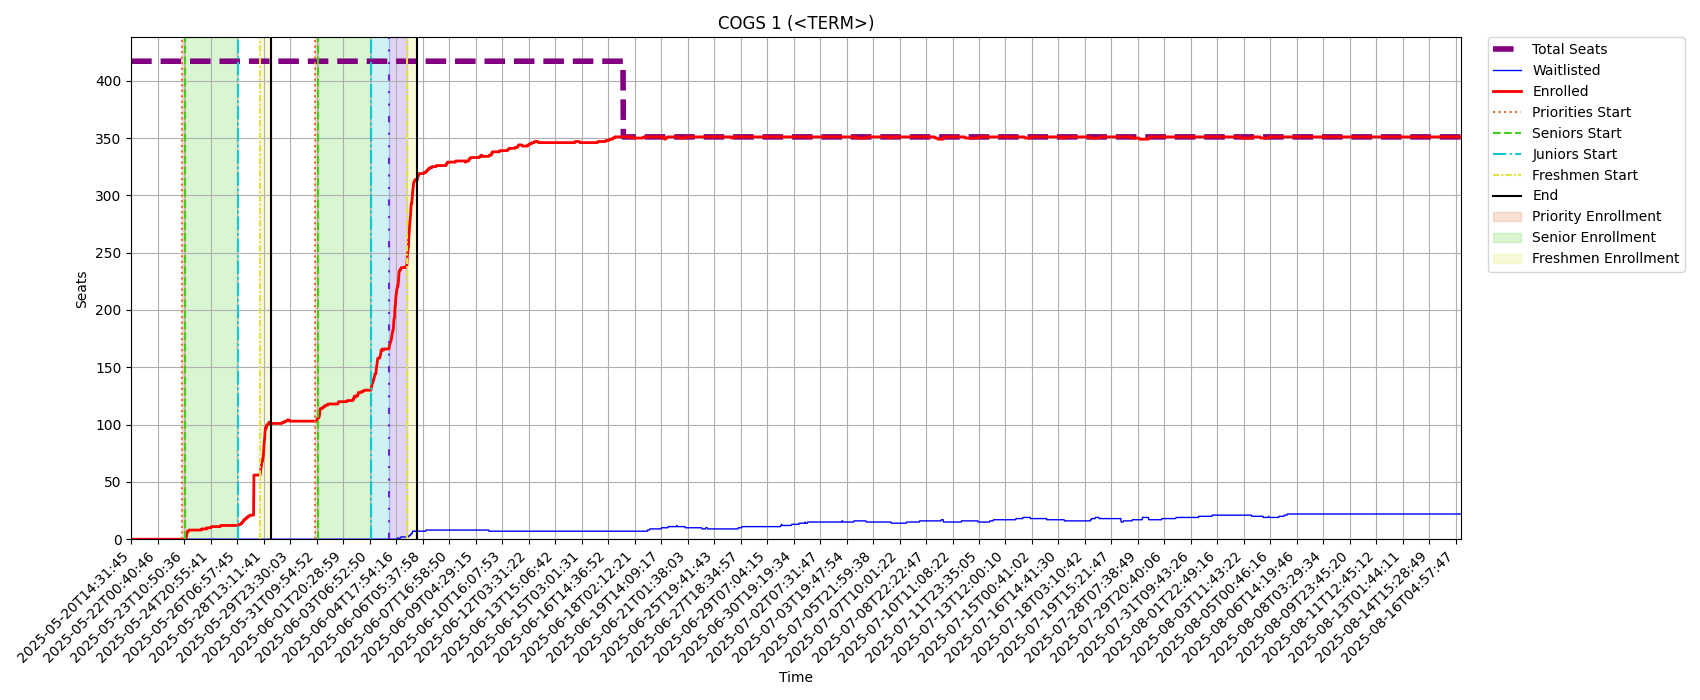 COGS 1 (<TERM>)
Total Seats
Waitlisted
Enrolled
Priorities Start
Seniors Start
Juniors Start
Freshmen Start
End
Priority Enrollment
Senior Enrollment
Freshmen Enrollment
Seats
400
350
300
250
200
150
100
50
0
2025-05-20T14:31:45
2025-05-22T00:40:46
2025-05-23T10:50:36
2025-05-24T20:55:41
2025-05-26T06:57:45
2025-05-28T13:11:41
2025-05-29T23:30:03
2025-05-31T09:54:52
2025-06-01T20:28:59
2025-06-03T06:52:50
2025-06-04T17:54:16
2025-06-06T05:37:58
2025-06-07T16:58:50
2025-06-09T04:29:15
2025-06-10T16:07:53
2025-06-12T03:31:22
2025-06-13T15:06:42
2025-06-15T03:01:31
2025-06-16T14:36:52
2025-06-18T02:12:21
2025-06-19T14:09:17
2025-06-21T01:38:03
2025-06-25T19:41:43
2025-06-27T18:34:57
2025-06-29T07:04:15
2025-06-30T19:19:34
2025-07-02T07:31:47
2025-07-03T19:47:54
2025-07-05T21:59:38
2025-07-07T10:01:22
2025-07-08T22:22:47
2025-07-10T11:08:22
2025-07-11T23:35:05
2025-07-13T12:00:10
2025-07-15T00:41:02
2025-07-16T14:41:30
2025-07-18T03:10:42
2025-07-19T15:21:47
2025-07-28T07:38:49
2025-07-29T20:40:06
2025-07-31T09:43:26
2025-08-01T22:49:16
2025-08-03T11:43:22
2025-08-05T00:46:16
2025-08-06T14:19:46
2025-08-08T03:29:34
2025-08-09T23:45:20
2025-08-11T12:45:12
2025-08-13T01:44:11
2025-08-14T15:28:49
2025-08-16T04:57:47
Time